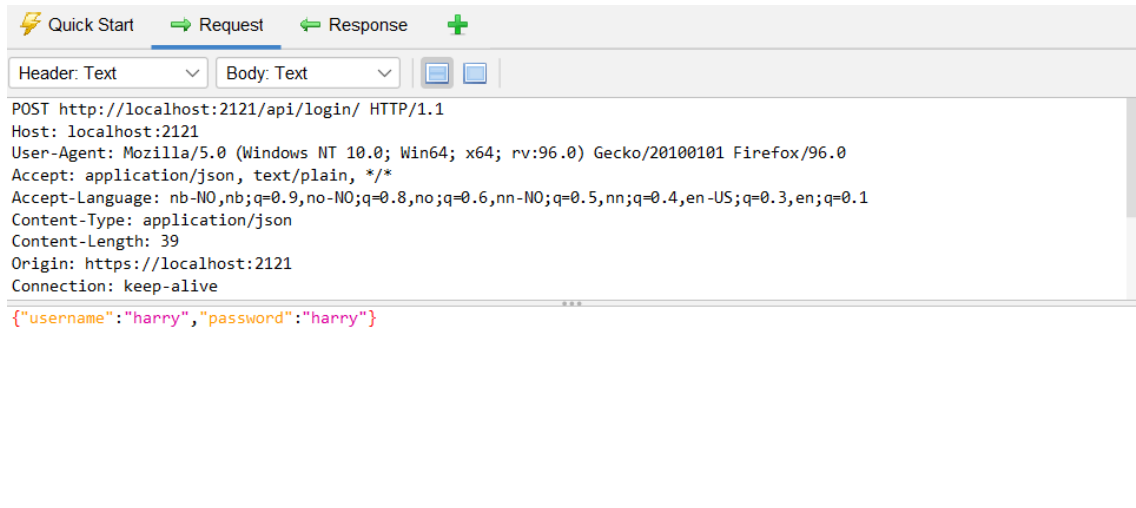 Quick Start Request Response
Header: Text Body: Text
POST http://localhost:2121/api/login/ HTTP/1.1
Host: localhost:2121
User-Agent: Mozilla/5.0 (Windows NT 10.0; Win64; x64; rv:96.0) Gecko/20100101 Firefox/96.0
Accept: application/json, text/plain, */*
Accept-Language: nb-NO,nb;q=0.9,no-NO;q=0.8,no;q=0.6,nn-NO;q=0.5,nn;q=0.4,en-US;q=0.3,en;q=0.1
Content-Type: application/json
Content-Length: 39
Origin: https://localhost:2121
Connection: keep-alive
{"username":"harry","password":"harry"}